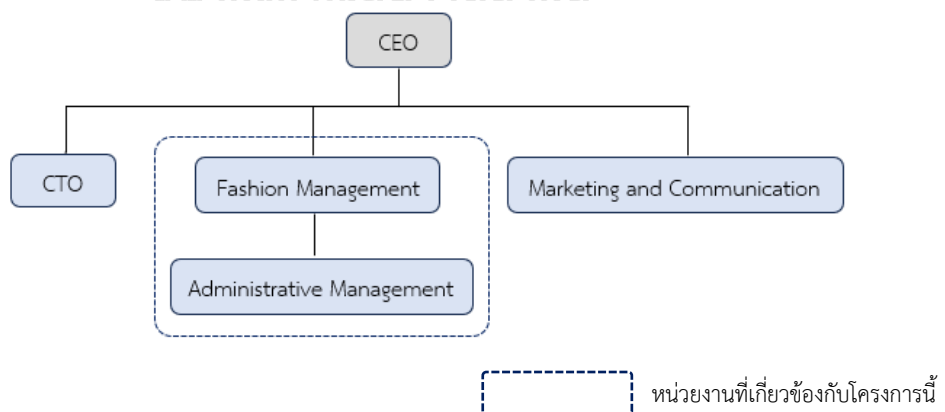 CEO
CTO
Fashion Management
Marketing and Communication
Administrative Management
หน่วยงานที่เกี่ยวข้องกับโครงการนี้